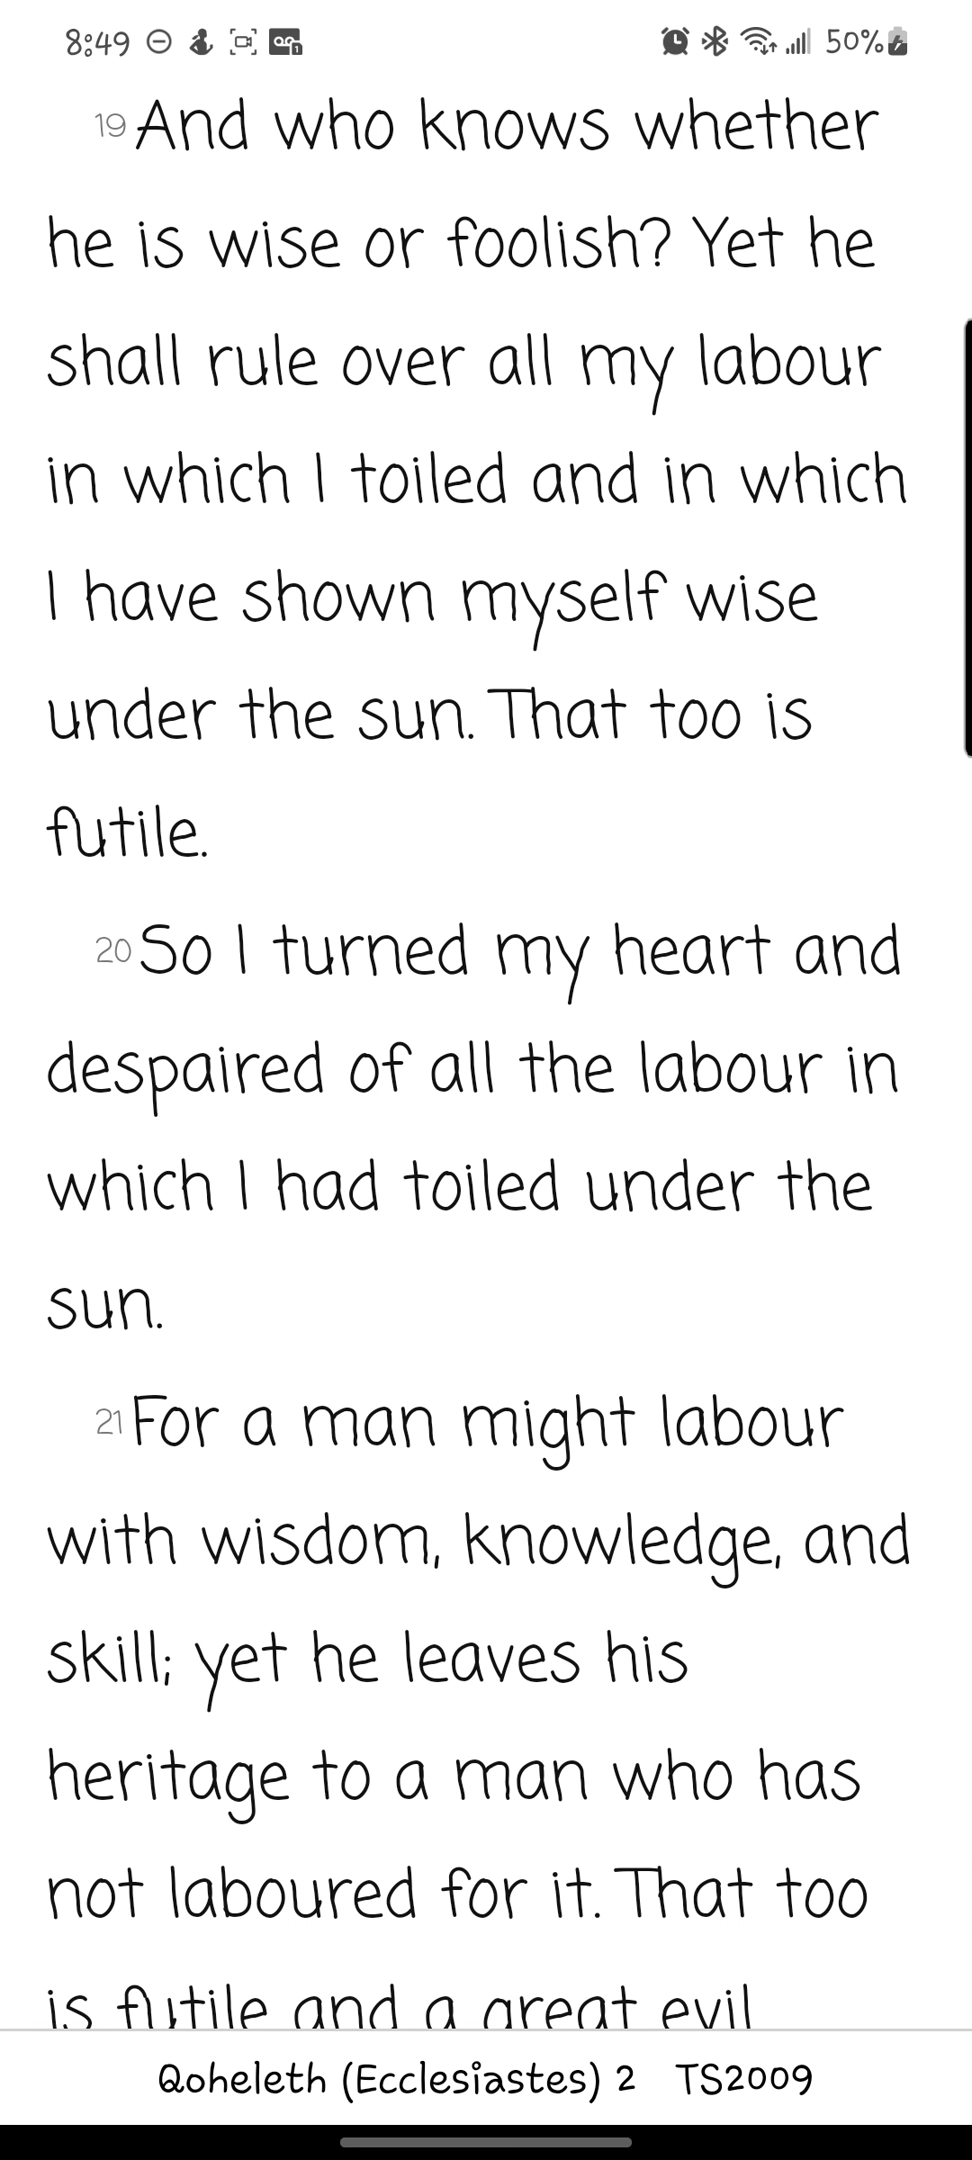 8:49 50%
19 And who knows whether
he is wise or foolish? Yet he
shall rule over all my labour
in which I toiled and in which
I have shown myself wise
under the sun. That too is
futile.
20 So I turned my heart and
despaired of all the labour in
which I had toiled under the
sun.
21 For a man might labour
with wisdom, knowledge, and
skill; yet he leaves his
heritage to a man who has
not laboured for it. That too
is futile and a great evil
Qoheleth (Ecclesiastes) 2 TS2009